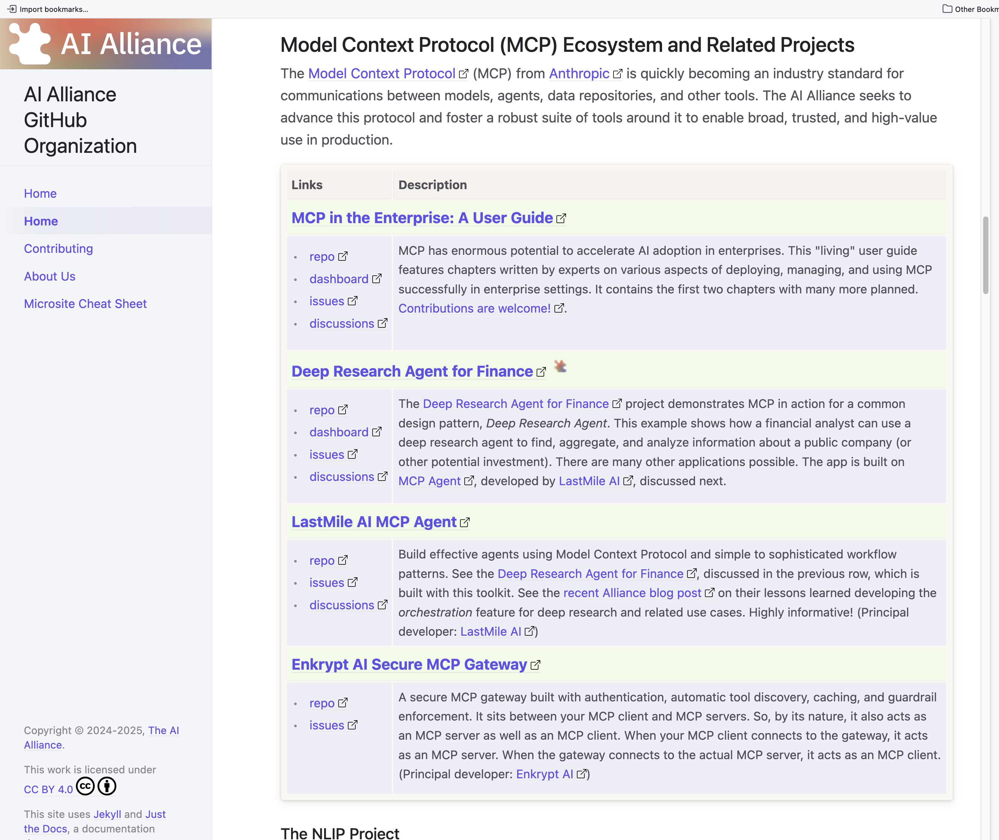 Import bookmarks...
Other Bookm
AI Alliance
AI Alliance
GitHub
Organization
Home
Home
Contributing
About Us
Microsite Cheat Sheet
Copyright © 2024-2025, The AI
Alliance.
This work is licensed under
CC BY 4.0
This site uses Jekyll and Just
the Docs, a documentation
Model Context Protocol (MCP) Ecosystem and Related Projects
The Model Context Protocol (MCP) from Anthropic is quickly becoming an industry standard for
communications between models, agents, data repositories, and other tools. The AI Alliance seeks to
advance this protocol and foster a robust suite of tools around it to enable broad, trusted, and high-value
use in production.
Links
Description
MCP in the Enterprise: A User Guide
• repo
• dashboard
• issues
• discussions
MCP has enormous potential to accelerate AI adoption in enterprises. This "living" user guide
features chapters written by experts on various aspects of deploying, managing, and using MCP
successfully in enterprise settings. It contains the first two chapters with many more planned.
Contributions are welcome!.
Deep Research Agent for Finance
• repo
• dashboard
• issues
• discussions
The Deep Research Agent for Finance project demonstrates MCP in action for a common
design pattern, Deep Research Agent. This example shows how a financial analyst can use a
deep research agent to find, aggregate, and analyze information about a public company (or
other potential investment). There are many other applications possible. The app is built on
MCP Agent, developed by LastMile AI, discussed next.
LastMile AI MCP Agent
• repo
• issues
• discussions
Build effective agents using Model Context Protocol and simple to sophisticated workflow
patterns. See the Deep Research Agent for Finance, discussed in the previous row, which is
built with this toolkit. See the recent Alliance blog post on their lessons learned developing the
orchestration feature for deep research and related use cases. Highly informative! (Principal
developer: LastMile AI)
Enkrypt AI Secure MCP Gateway
• repo
• issues
A secure MCP gateway built with authentication, automatic tool discovery, caching, and guardrail
enforcement. It sits between your MCP client and MCP servers. So, by its nature, it also acts as
an MCP server as well as an MCP client. When your MCP client connects to the gateway, it acts
as an MCP server. When the gateway connects to the actual MCP server, it acts as an MCP client.
(Principal developer: Enkrypt AI)
The NLIP Project